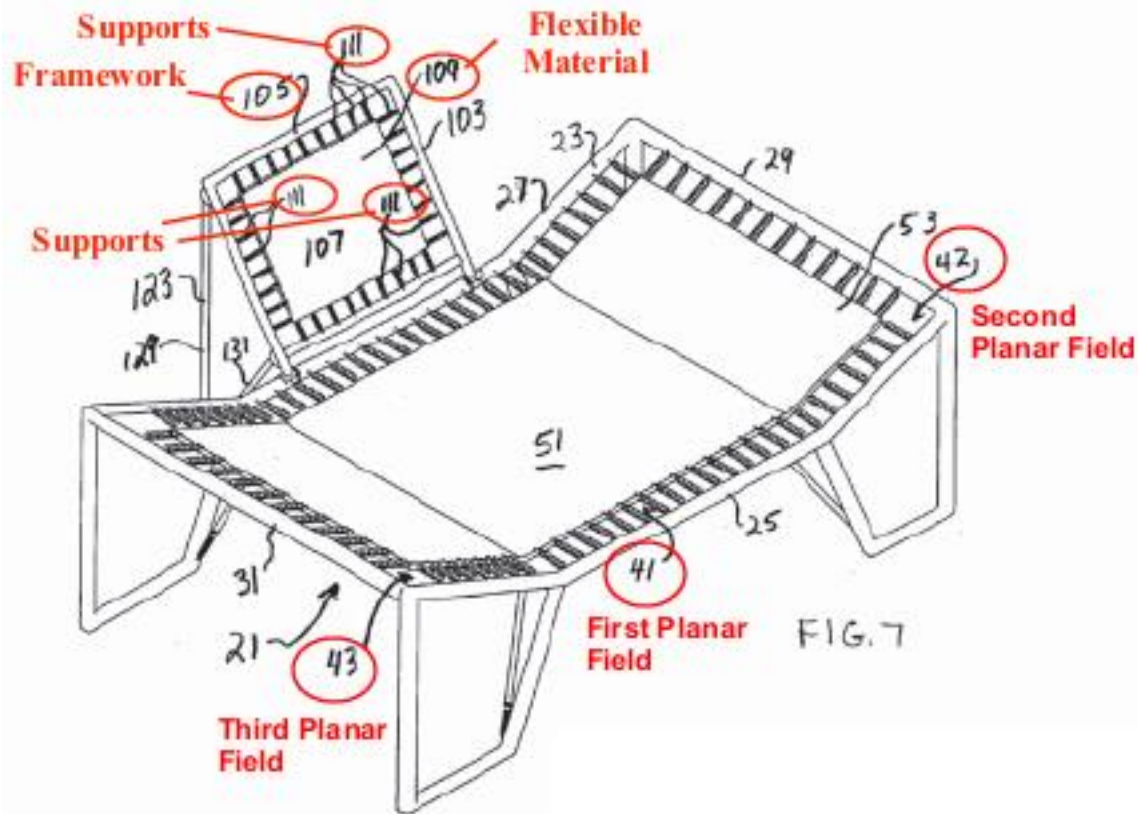 Supports
111
Flexible
Material
Framework
105
109
103
23
29
27
111
111
Supports
107
53
42
Second
Planar Field
123
129
131
51
25
31
41
21
First Planar
Field
FIG. 7
43
Third Planar
Field